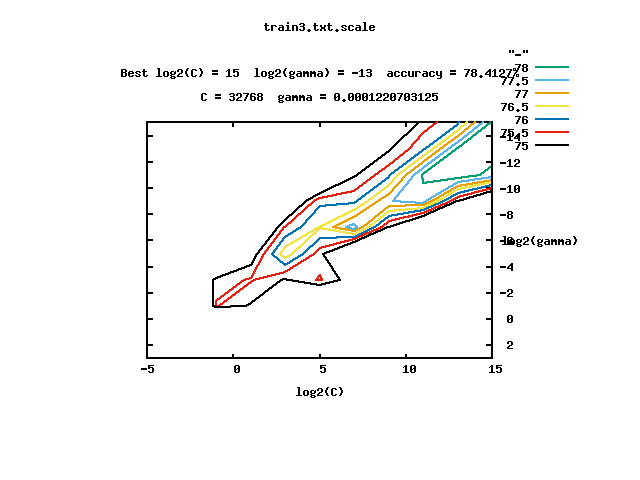 train3.txt.scale
"-"
Best log2(C) = 15 log2(gamma) = -13 accuracy = 78.4127%
78
77.5
C = 32768 gamma = 0.0001220703125
77
76.5
76
75.5
75
-14
-12
-10
-8
-6
log2(gamma)
-4
-2
0
2
-5 0 5 10 15
log2(C)